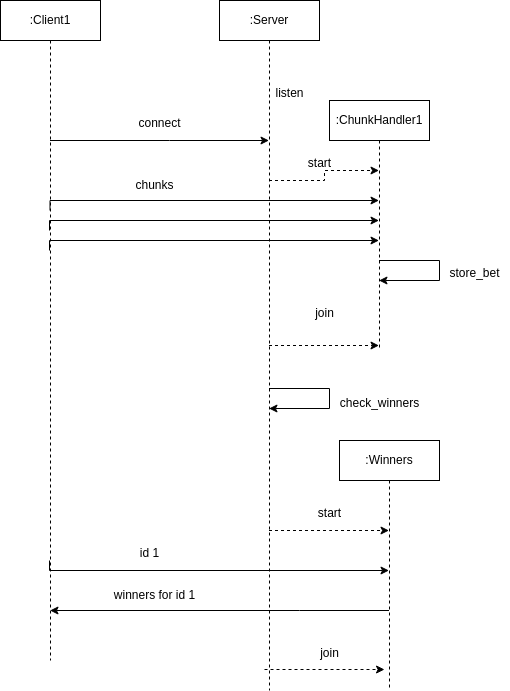 :Client1
:Server
listen
:ChunkHandler1
connect
start
chunks
store_bet
join
check_winners
:Winners
start
id 1
winners for id 1
join